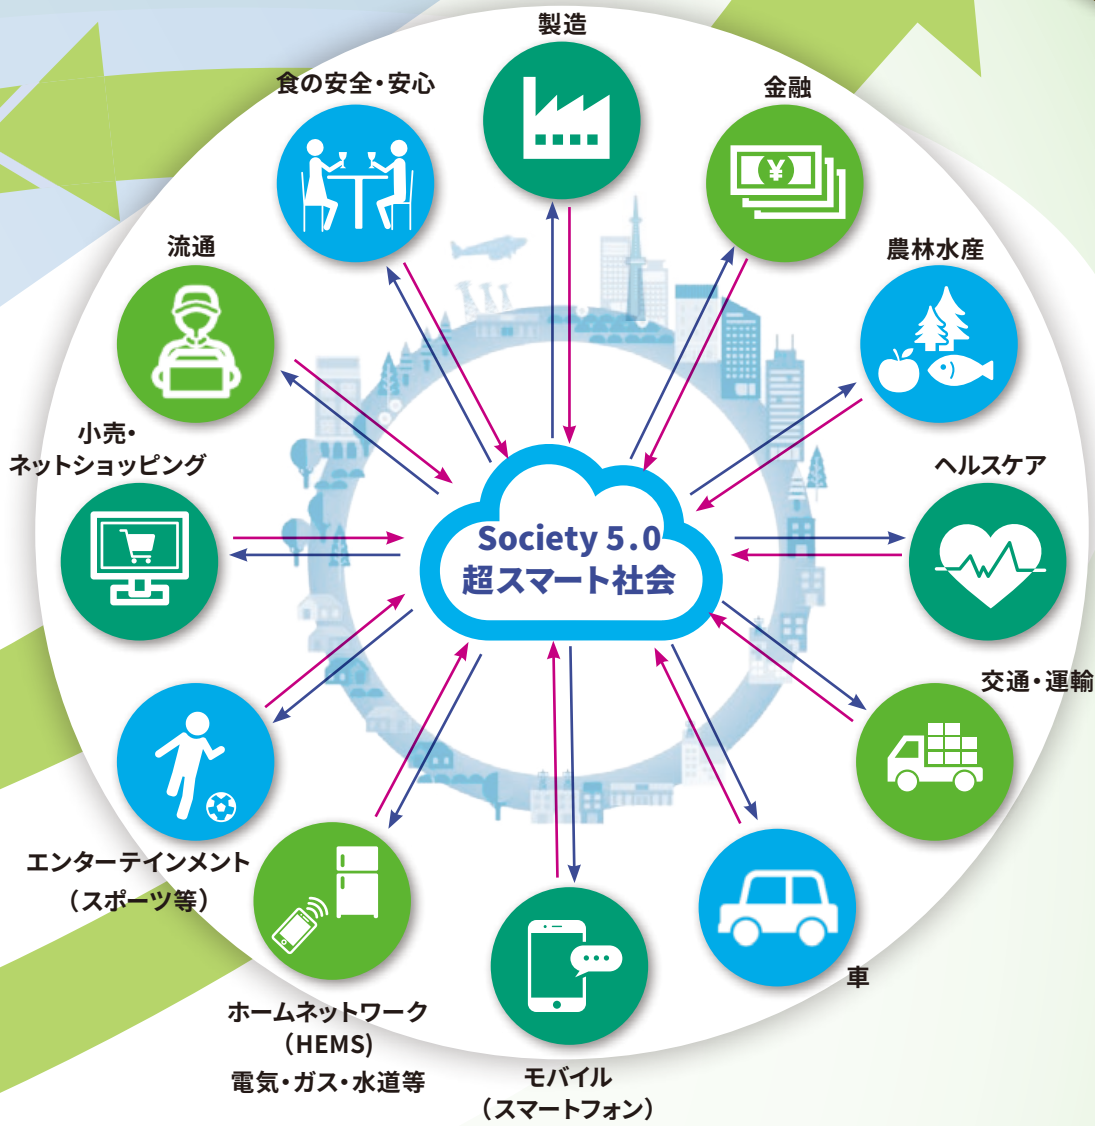 製造
食の安全・安心
金融
流通
農林水産
小売・
ネットショッピング
ヘルスケア
¥
Society 5.0
超スマート社会
交通・運輸
エンターテインメント
（スポーツ等）
車
ホームネットワーク
（HEMS)
電気・ガス・水道等
モバイル
（スマートフォン）